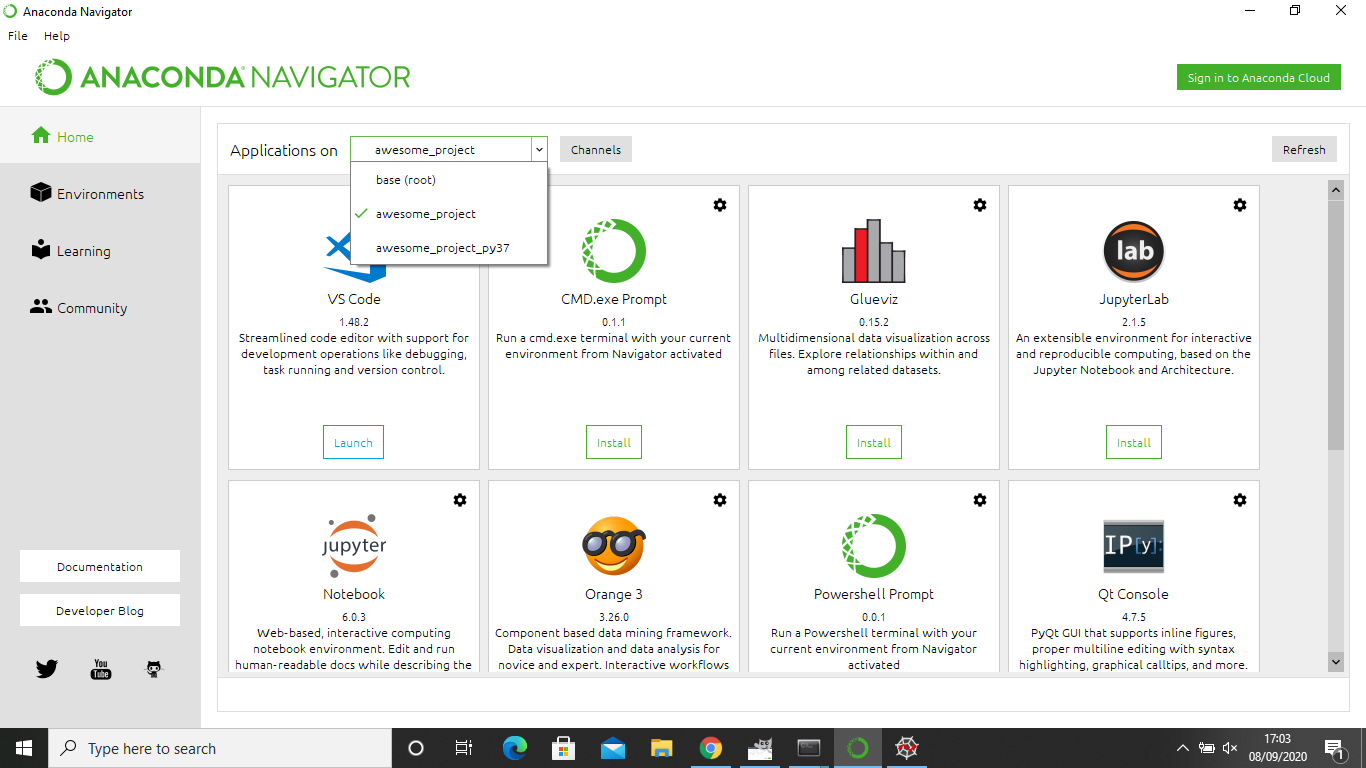 Anaconda Navigator
File Help
ANACONDA NAVIGATOR
Sign in to Anaconda Cloud
Home
Environments
Learning
Community
Documentation
Developer Blog
You
Tube
Applications on
awesome_project
Channels
Refresh
base (root)
awesome_project
awesome_project_py37
VS Code
1.48.2
Streamlined code editor with support for
development operations like debugging,
task running and version control.
Launch
CMD.exe Prompt
0.1.1
Run a cmd.exe terminal with your current
environment from Navigator activated
Install
Glueviz
0.15.2
Multidimensional data visualization across
files. Explore relationships within and
among related datasets.
Install
lab
JupyterLab
2.1.5
An extensible environment for interactive
and reproducible computing, based on the
Jupyter Notebook and Architecture.
Install
jupyter
Notebook
6.0.3
Web-based, interactive computing
notebook environment. Edit and run
human-readable docs while describing the
Orange 3
3.26.0
Component based data mining framework.
Data visualization and data analysis for
novice and expert. Interactive workflows
Powershell Prompt
0.0.1
Run a Powershell terminal with your
current environment from Navigator
activated
IP[y]:
Qt Console
4.7.5
PyQt GUI that supports inline figures,
proper multiline editing with syntax
highlighting, graphical calltips, and more.
Type here to search
17:03
08/09/2020
1